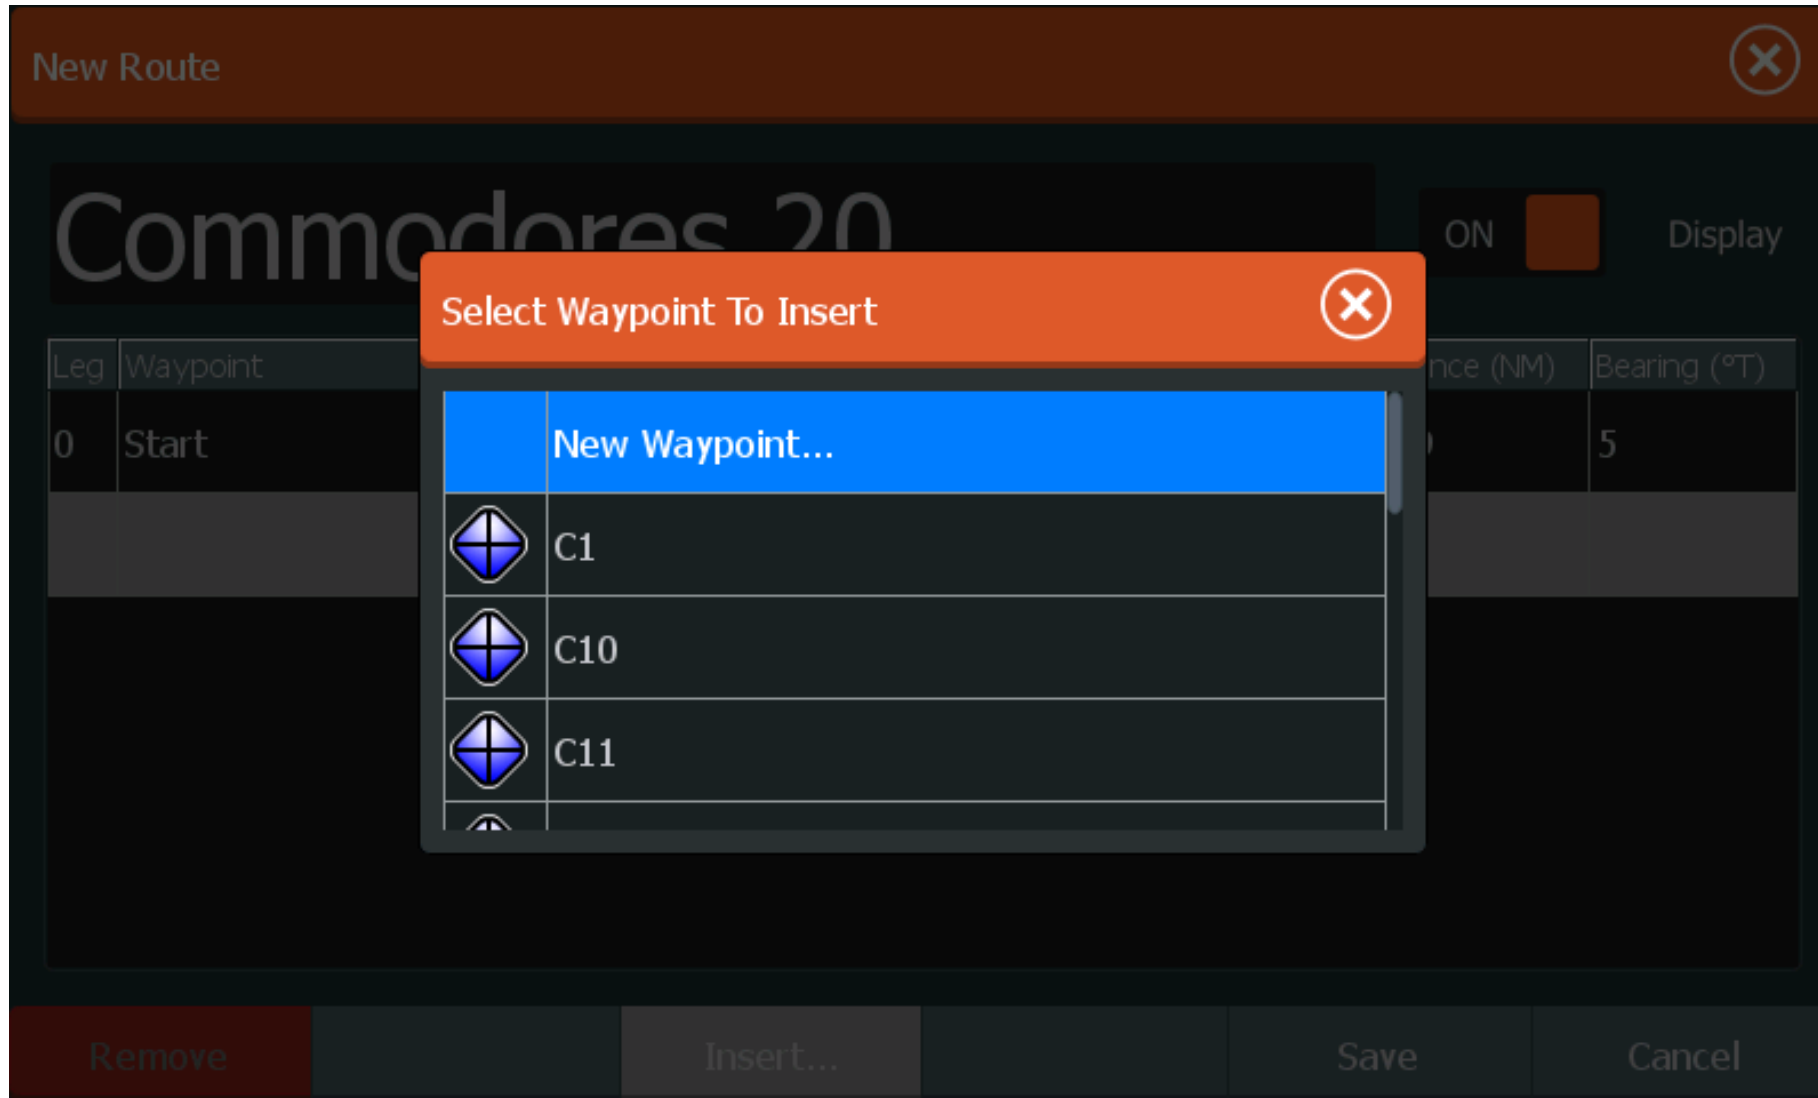 New Route
Commodores 20
ON
Display
Select Waypoint To Insert
Leg Waypoint (NM) Bearing (°T)
0 Start 5
New Waypoint...
C1
C10
C11
Remove Insert... Save Cancel